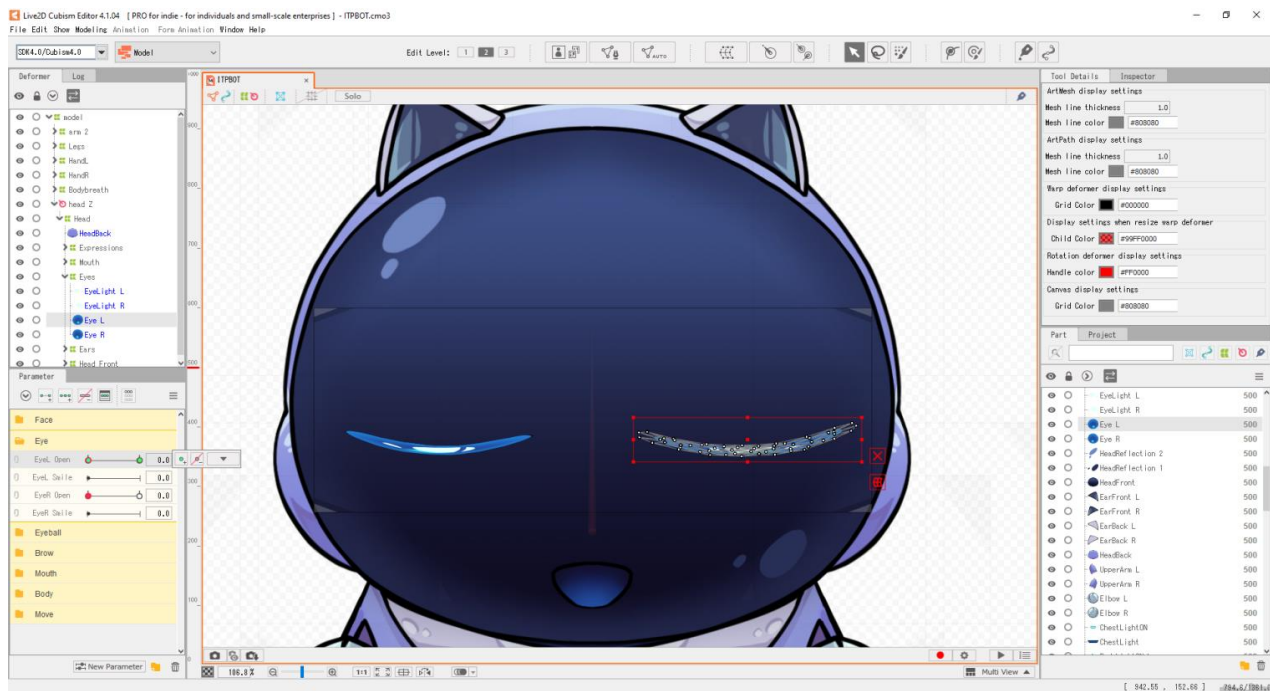 Live2D Cubism Editor 4.1.04 [ PRO for indie - for individuals and small-scale enterprises ] - ITPBOT.cmo3
File Edit Show Modeling Animation Form Animation Window Help
SDK4.0/Cubism4.0 Model Edit Level: 1 2 3 AUTO
Deformer Log
model
arm 2
Legs
HandL
HandR
Bodybreath
head Z
Head
HeadBack
Expressions
Mouth
Eyes
EyeLight L
EyeLight R
Eye L
Eye R
Ears
Head Front
Parameter
Face
Eye
EyeL Open 0.0
EyeL Smile 0.0
EyeR Open 0.0
EyeR Smile 0.0
Eyeball
Brow
Mouth
Body
Move
New Parameter
ITPBOT
Solo
900
700
500
400
200
100
0
106.8 % 1:1 Multi View
Tool Details Inspector
ArtMesh display settings
Mesh line thickness 1.0
Mesh line color #808080
ArtPath display settings
Mesh line thickness 1.0
Mesh line color #808080
Warp deformer display settings
Grid Color #000000
Display settings when resize warp deformer
Child Color #99FF0000
Rotation deformer display settings
Handle color #FF0000
Canvas display settings
Grid Color #808080
Part Project
EyeLight L 500
EyeLight R 500
Eye L 500
Eye R 500
HeadReflection 2 500
HeadReflection 1 500
HeadFront 500
EarFront L 500
EarFront R 500
EarBack L 500
EarBack R 500
HeadBack 500
UpperArm L 500
UpperArm R 500
Elbow L 500
Elbow R 500
ChestLightON 500
ChestLight 500
[ 942.55 , 152.66 ]